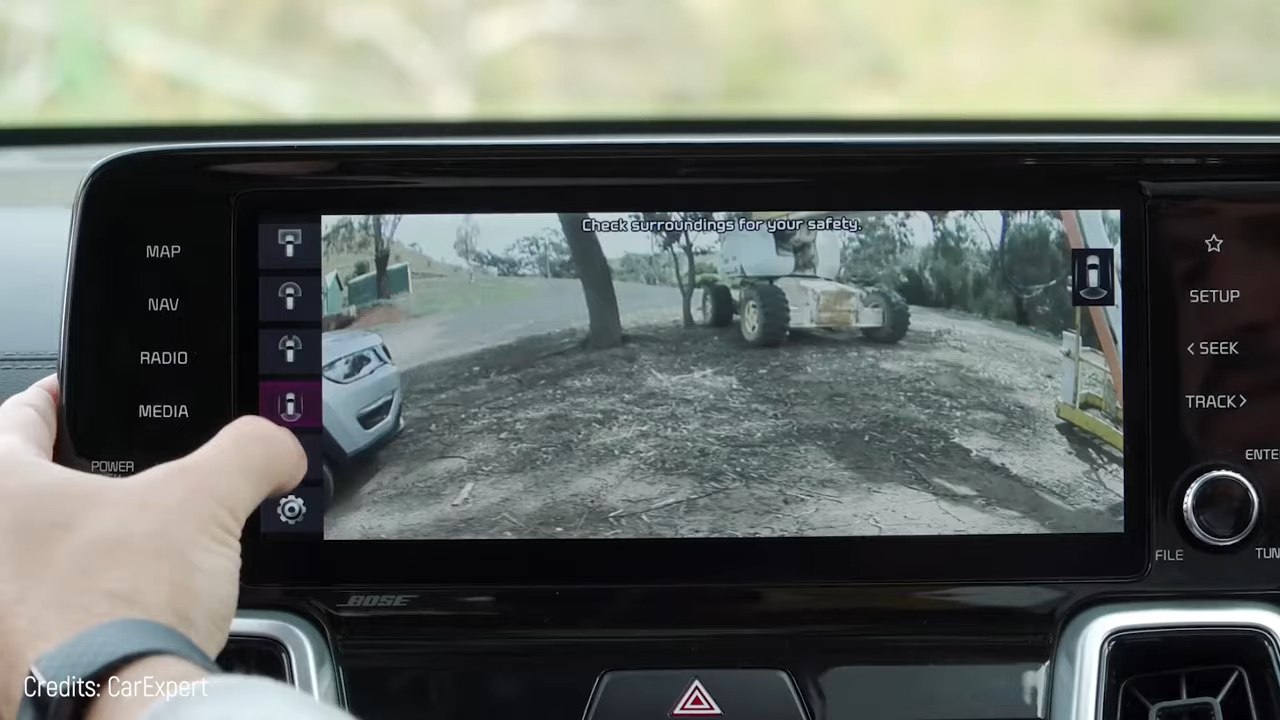 Check surroundings for your safety.
MAP
NAV
RADIO
MEDIA
POWER
☆
SETUP
< SEEK
TRACK >
ENTE
FILE
TUN
BOSE
Credits: CarExpert